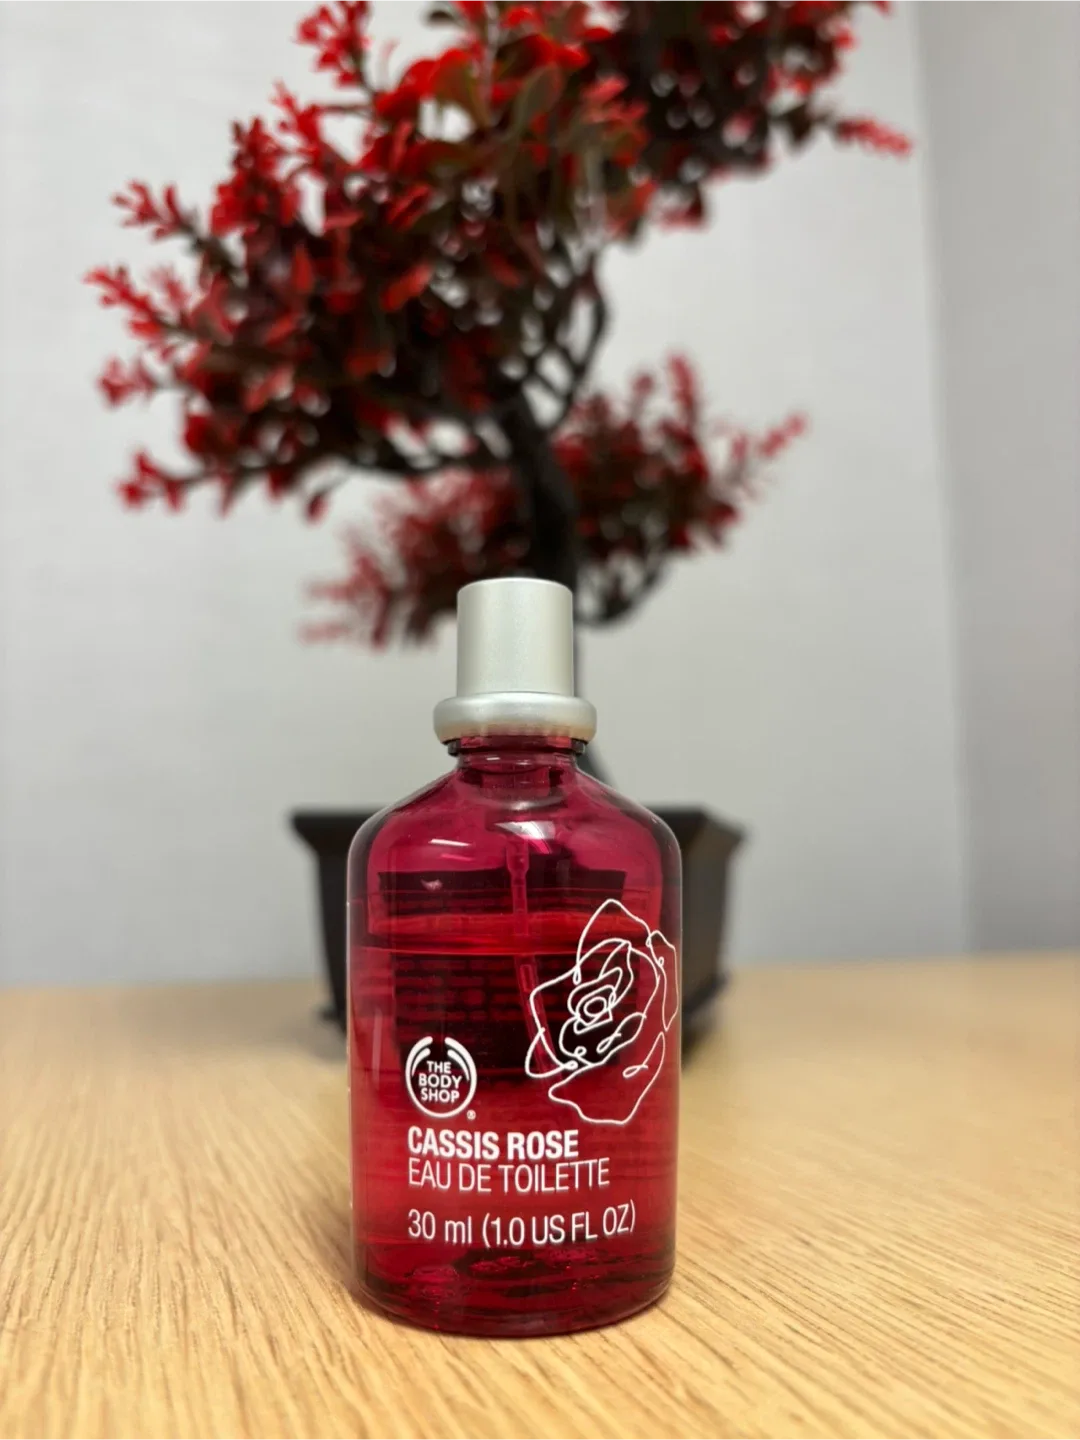 THE
BODY
SHOP
®
CASSIS ROSE
EAU DE TOILETTE
30 ml (1.0 US FL OZ)